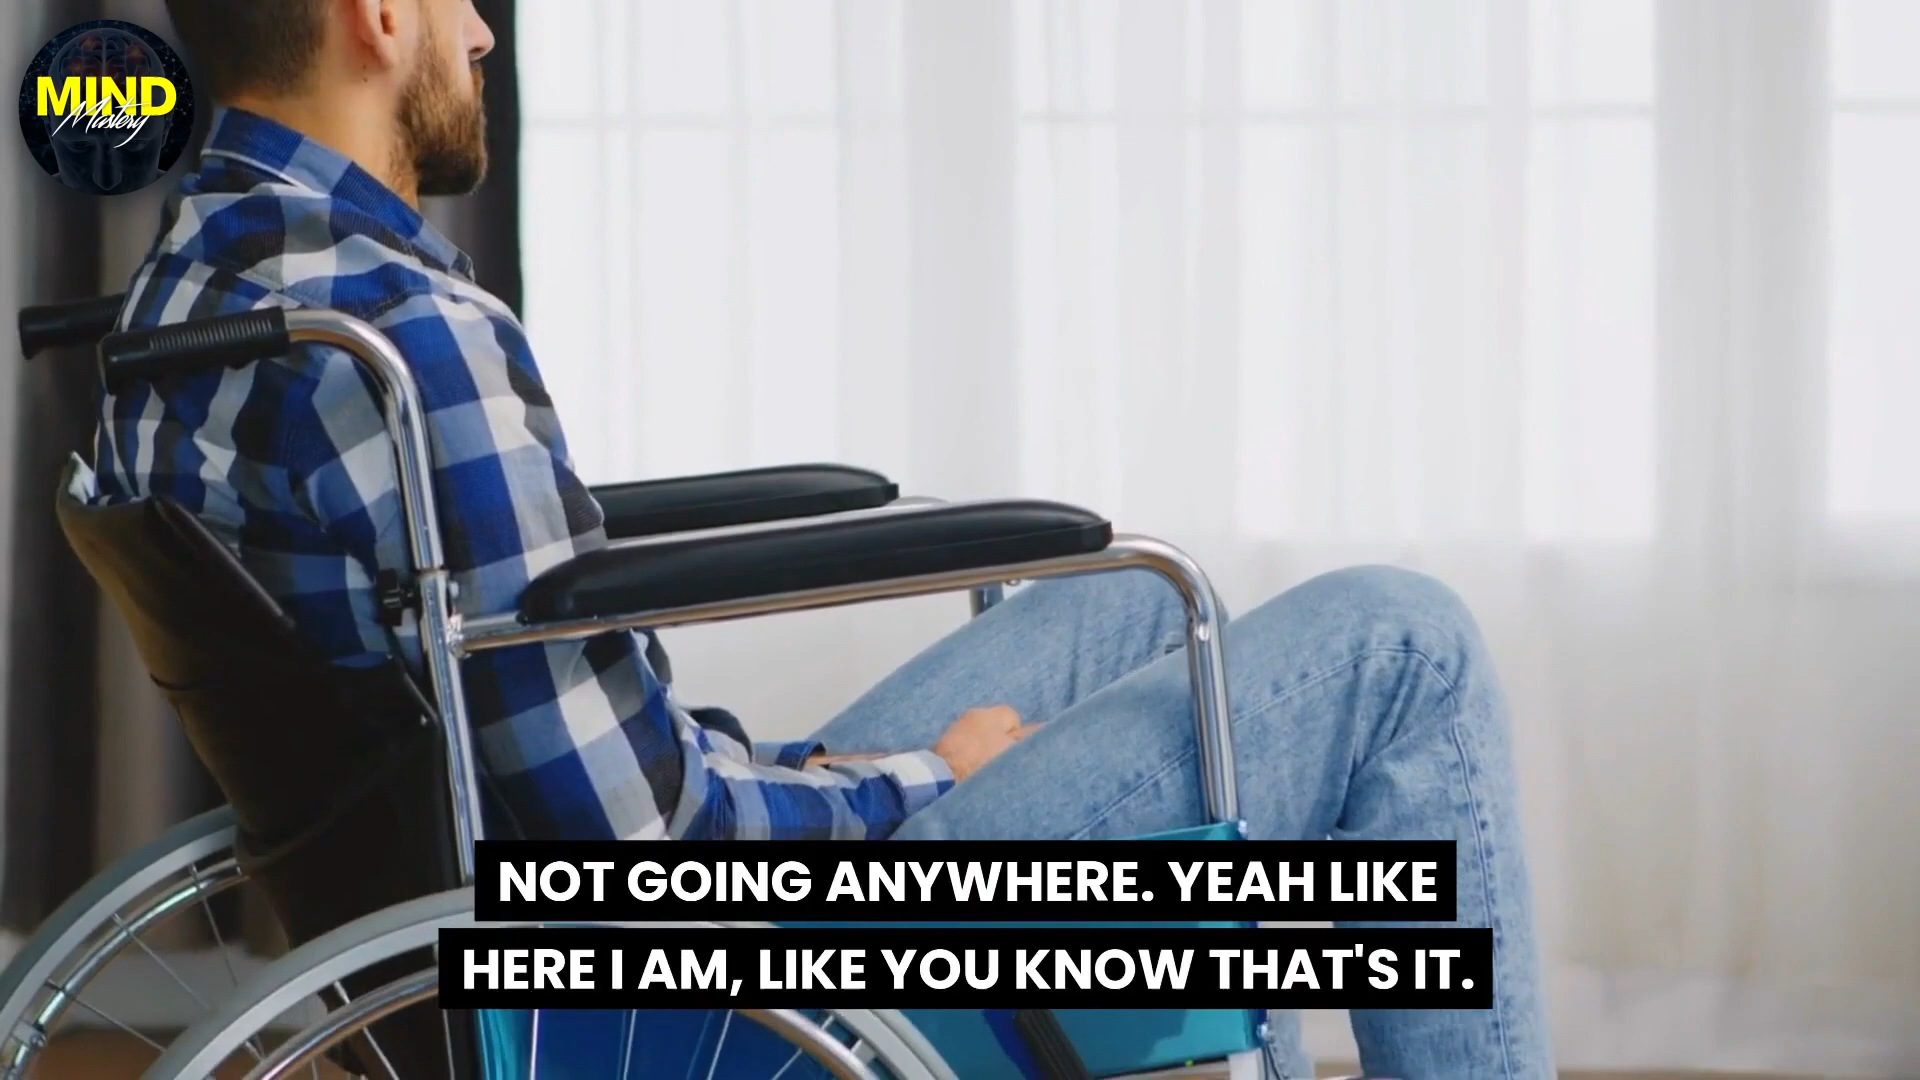 MIND
Mastery
NOT GOING ANYWHERE. YEAH LIKE
HERE I AM, LIKE YOU KNOW THAT'S IT.